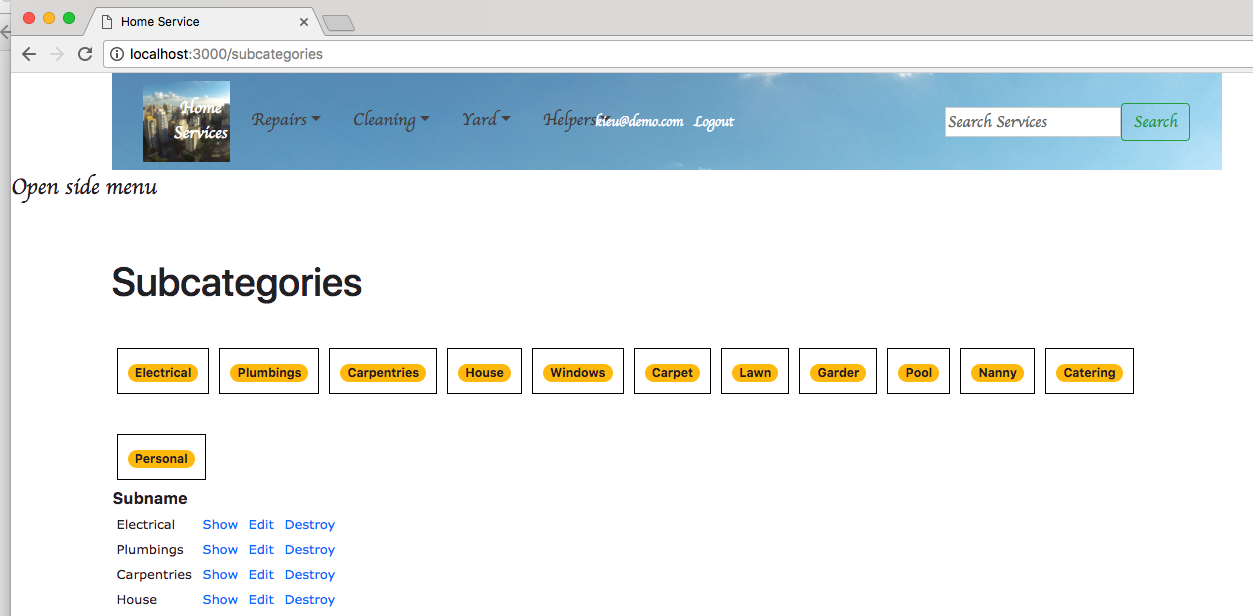 Home Service
localhost:3000/subcategories
Home
Services
Repairs Cleaning Yard Helpers kieu@demo.com Logout Search Services Search
Open side menu
Subcategories
Electrical Plumbings Carpentries House Windows Carpet Lawn Garder Pool Nanny Catering
Personal
Subname
Electrical Show Edit Destroy
Plumbings Show Edit Destroy
Carpentries Show Edit Destroy
House Show Edit Destroy